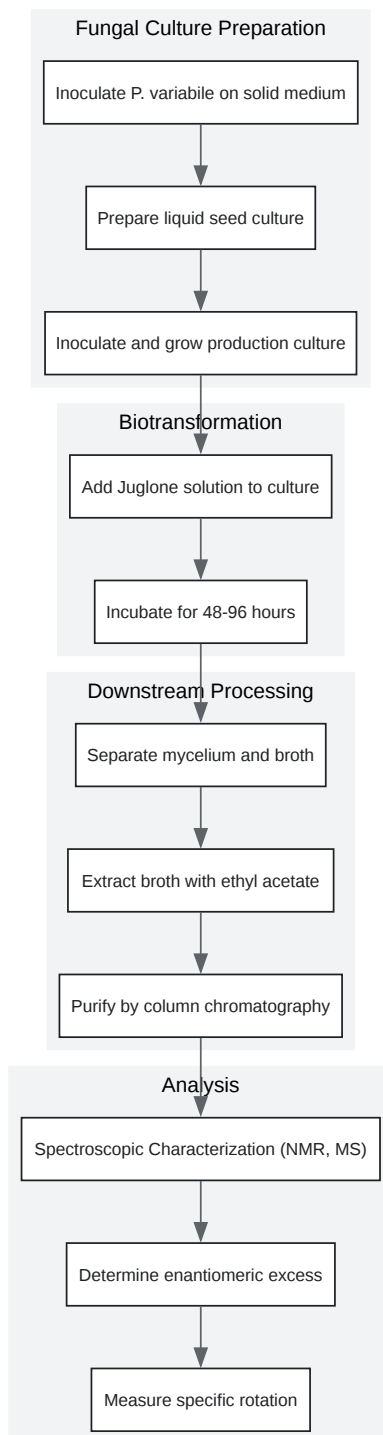 Fungal Culture Preparation
Inoculate P. variabile on solid medium
Prepare liquid seed culture
Inoculate and grow production culture
Biotransformation
Add Juglone solution to culture
Incubate for 48-96 hours
Downstream Processing
Separate mycelium and broth
Extract broth with ethyl acetate
Purify by column chromatography
Analysis
Spectroscopic Characterization (NMR, MS)
Determine enantiomeric excess
Measure specific rotation